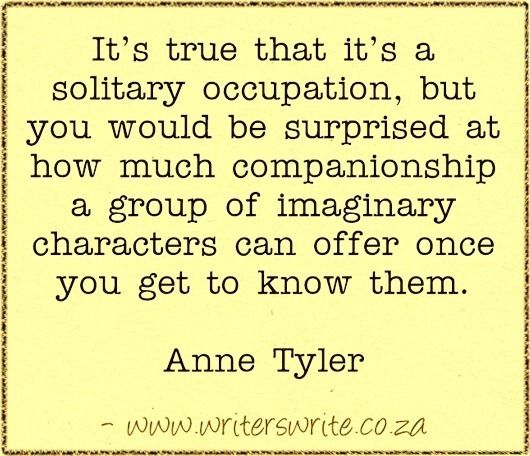 It's true that it's a
solitary occupation, but
you would be surprised at
how much companionship
a group of imaginary
characters can offer once
you get to know them.
Anne Tyler
- www.writerswrite.co.za